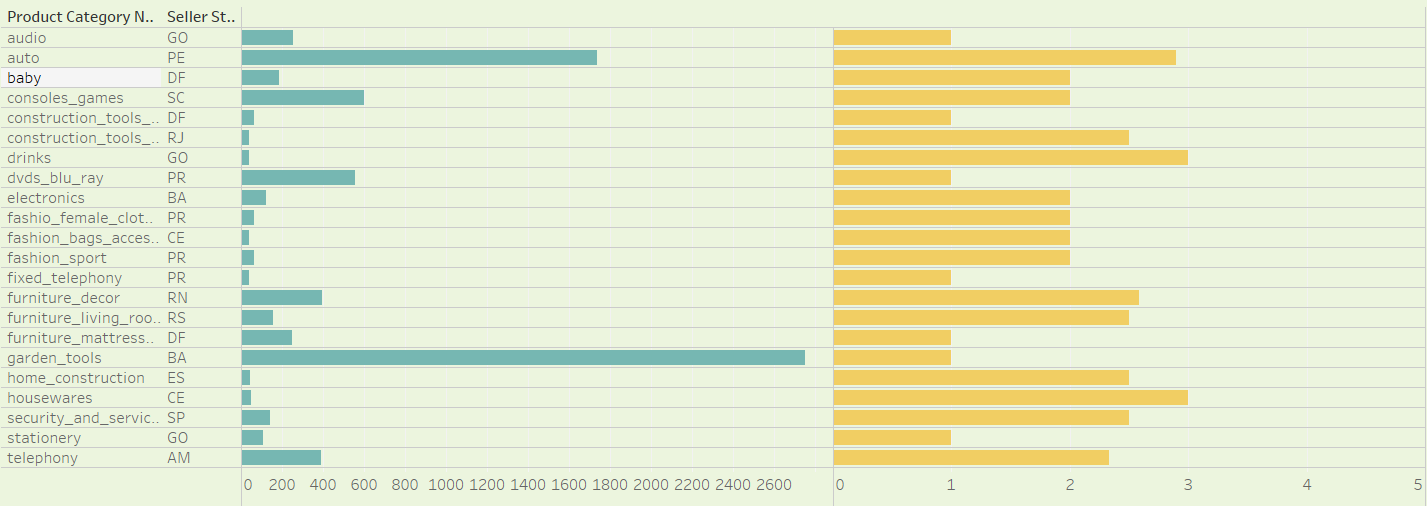 Product Category N.. Seller St..
audio GO
auto PE
baby DF
consoles_games SC
construction_tools_.. DF
construction_tools_.. RJ
drinks GO
dvds_blu_ray PR
electronics BA
fashio_female_clot.. PR
fashion_bags_acces.. CE
fashion_sport PR
fixed_telephony PR
furniture_decor RN
furniture_living_roo.. RS
furniture_mattress.. DF
garden_tools BA
home_construction ES
housewares CE
security_and_servic.. SP
stationery GO
telephony AM
0 200 400 600 800 1000 1200 1400 1600 1800 2000 2200 2400 2600 0 1 2 3 4 5